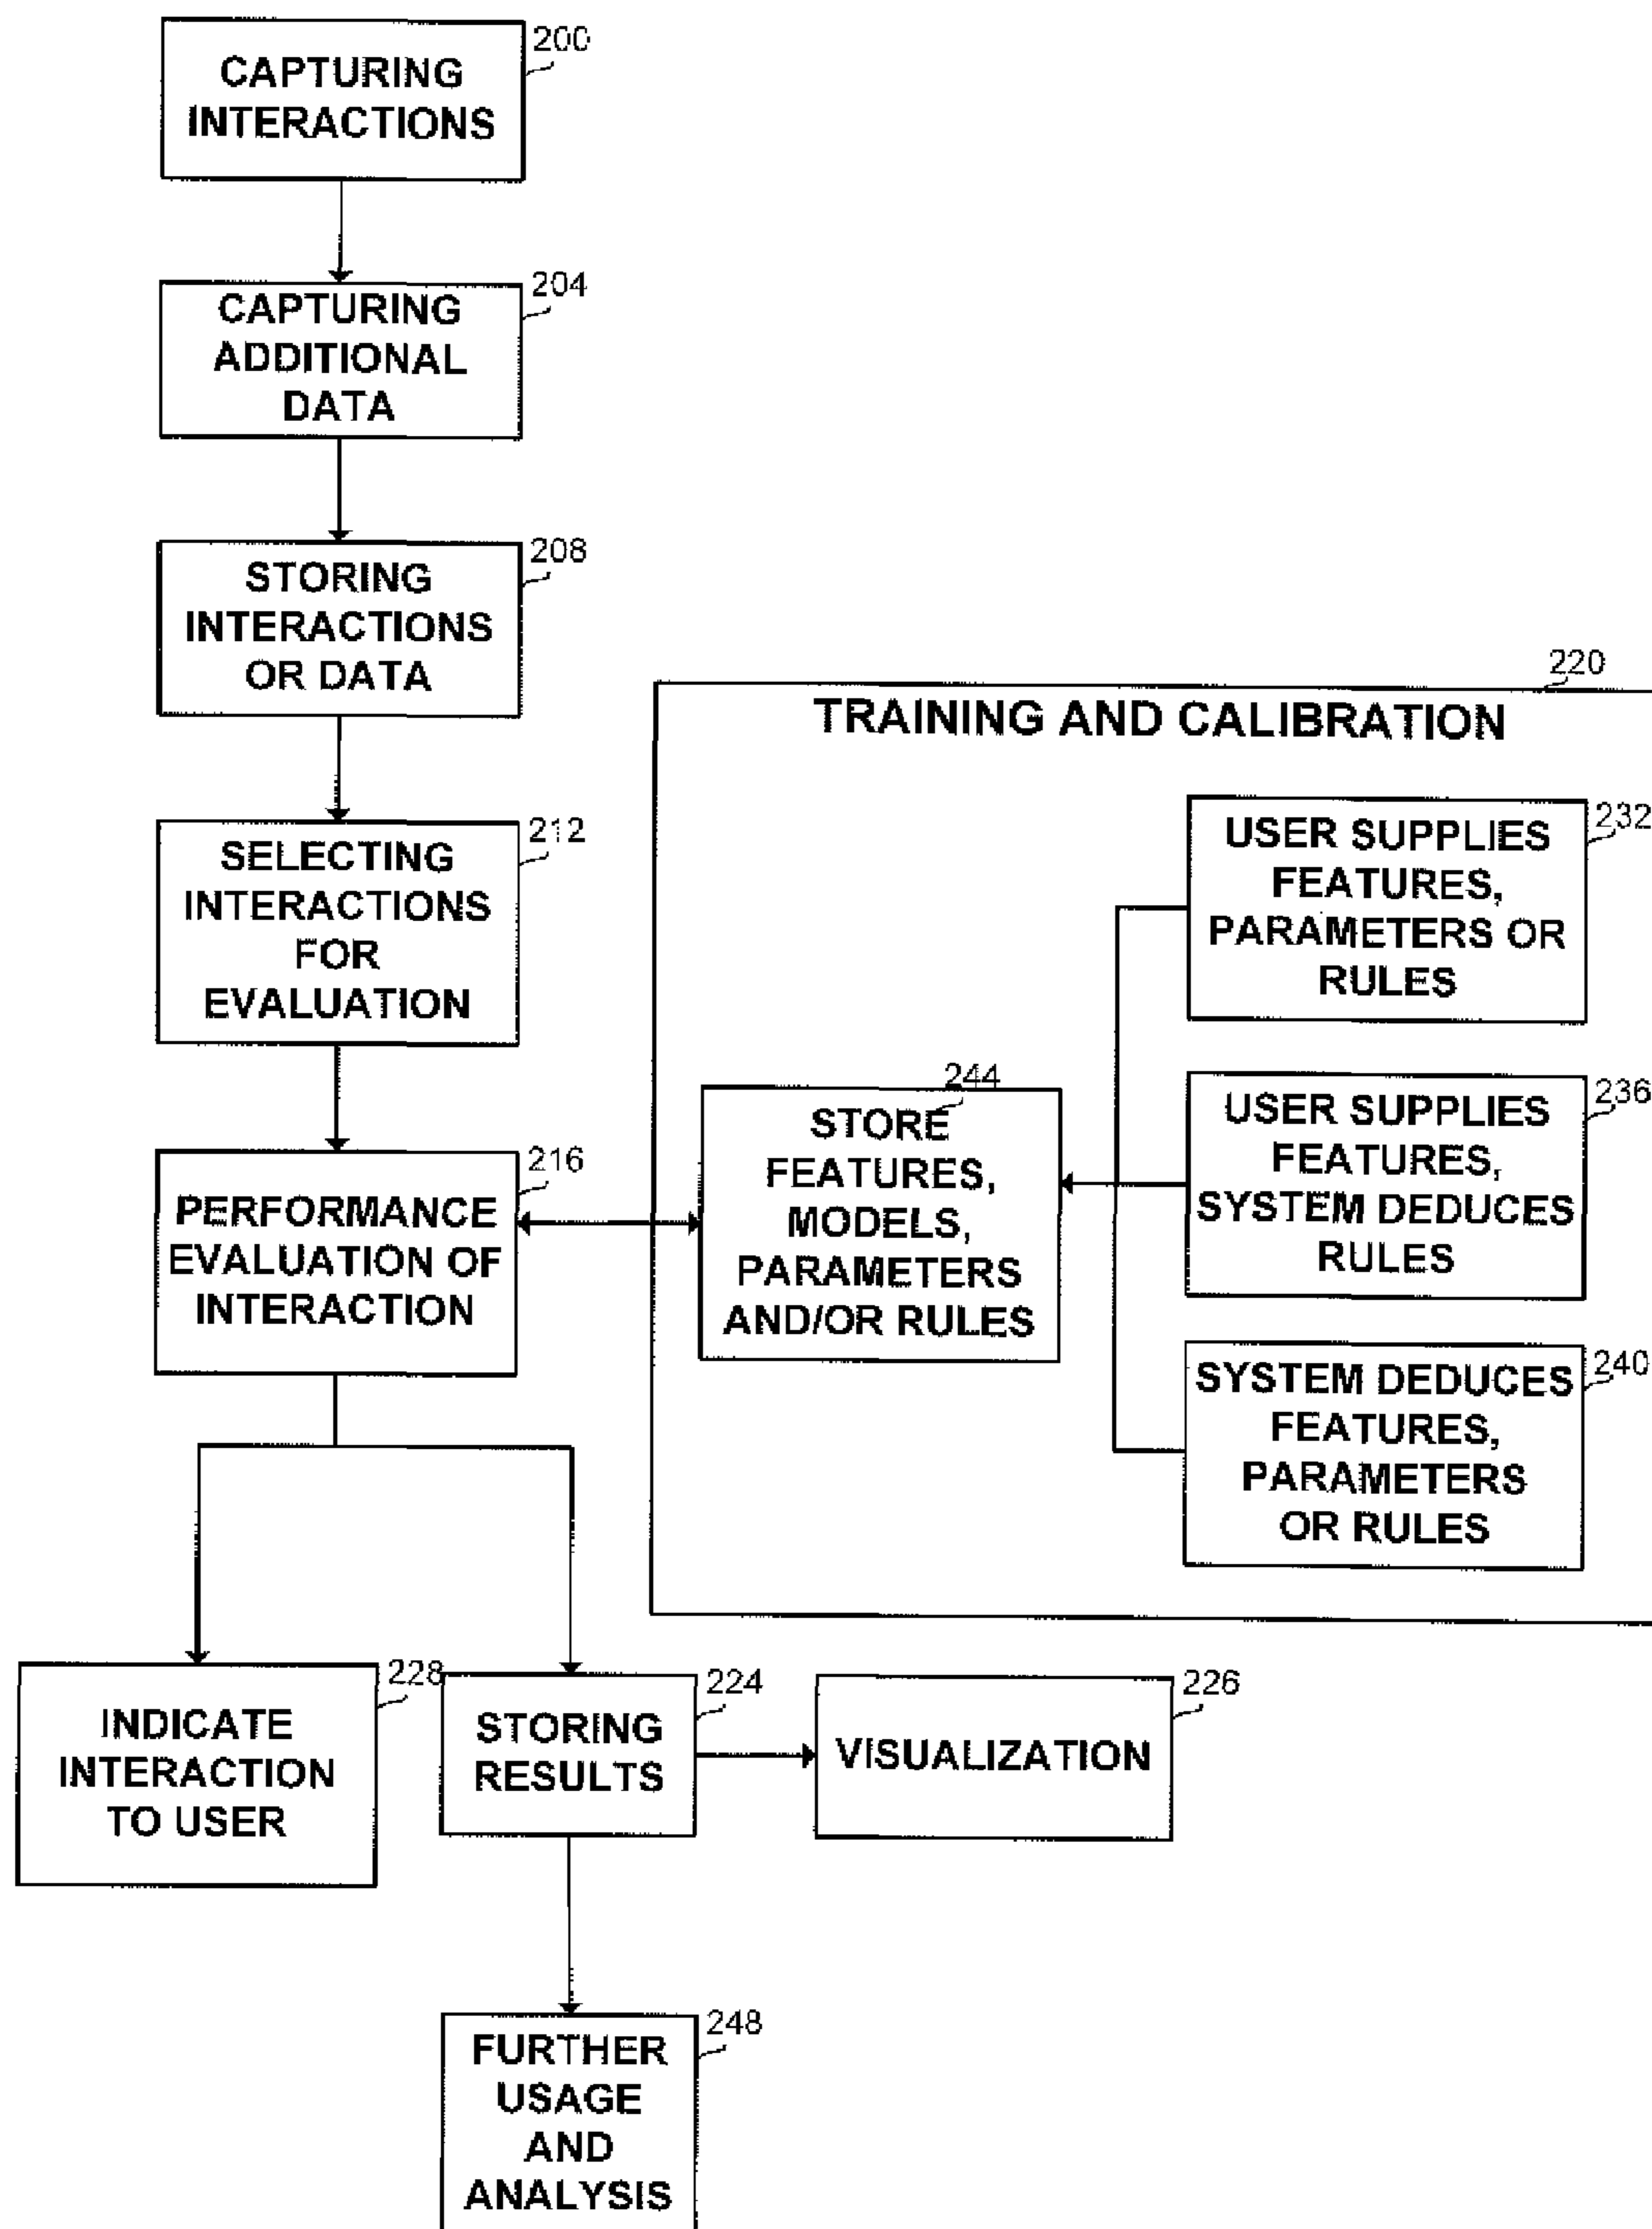 200
CAPTURING
INTERACTIONS
204
CAPTURING
ADDITIONAL
DATA
208
STORING
INTERACTIONS
OR DATA
212
SELECTING
INTERACTIONS
FOR
EVALUATION
216
PERFORMANCE
EVALUATION OF
INTERACTION
220
TRAINING AND CALIBRATION
232
USER SUPPLIES
FEATURES,
PARAMETERS OR
RULES
236
USER SUPPLIES
FEATURES,
SYSTEM DEDUCES
RULES
240
SYSTEM DEDUCES
FEATURES,
PARAMETERS
OR RULES
244
STORE
FEATURES,
MODELS,
PARAMETERS
AND/OR RULES
228
INDICATE
INTERACTION
TO USER
224
STORING
RESULTS
226
VISUALIZATION
248
FURTHER
USAGE
AND
ANALYSIS